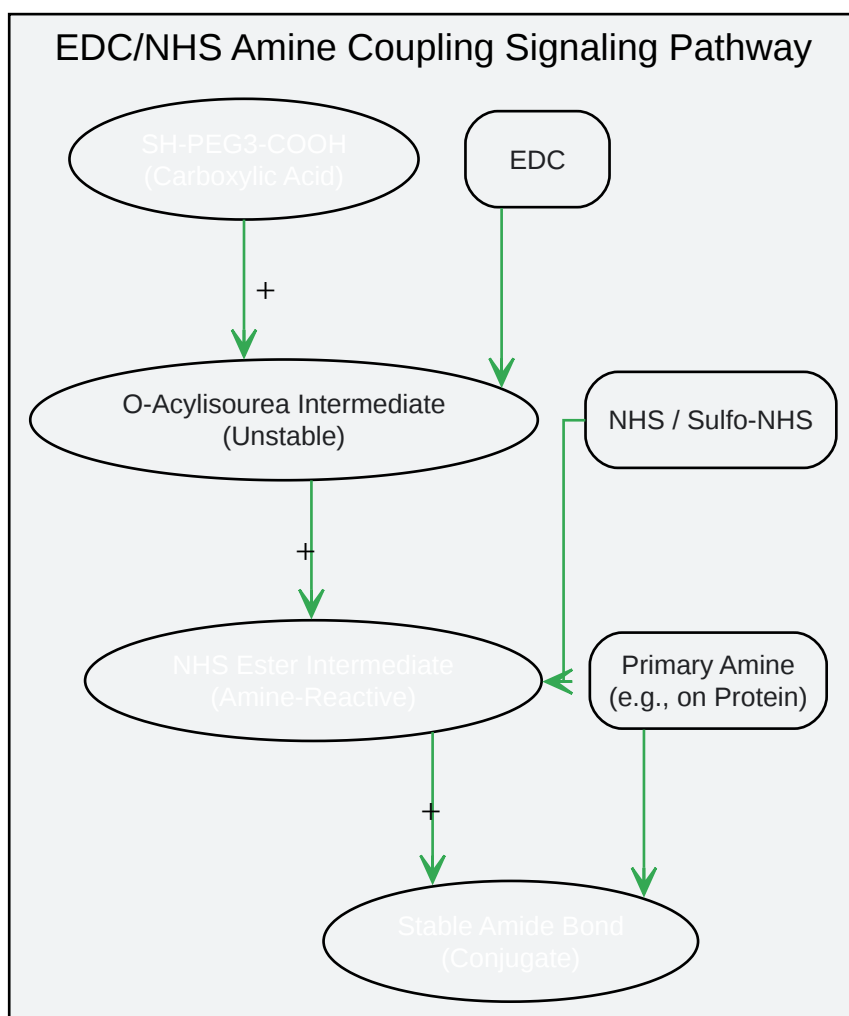 EDC/NHS Amine Coupling Signaling Pathway
SH-PEG3-COOH
(Carboxylic Acid)
EDC
+
O-Acylisourea Intermediate
(Unstable)
NHS / Sulfo-NHS
+
NHS Ester Intermediate
(Amine-Reactive)
Primary Amine
(e.g., on Protein)
+
Stable Amide Bond
(Conjugate)